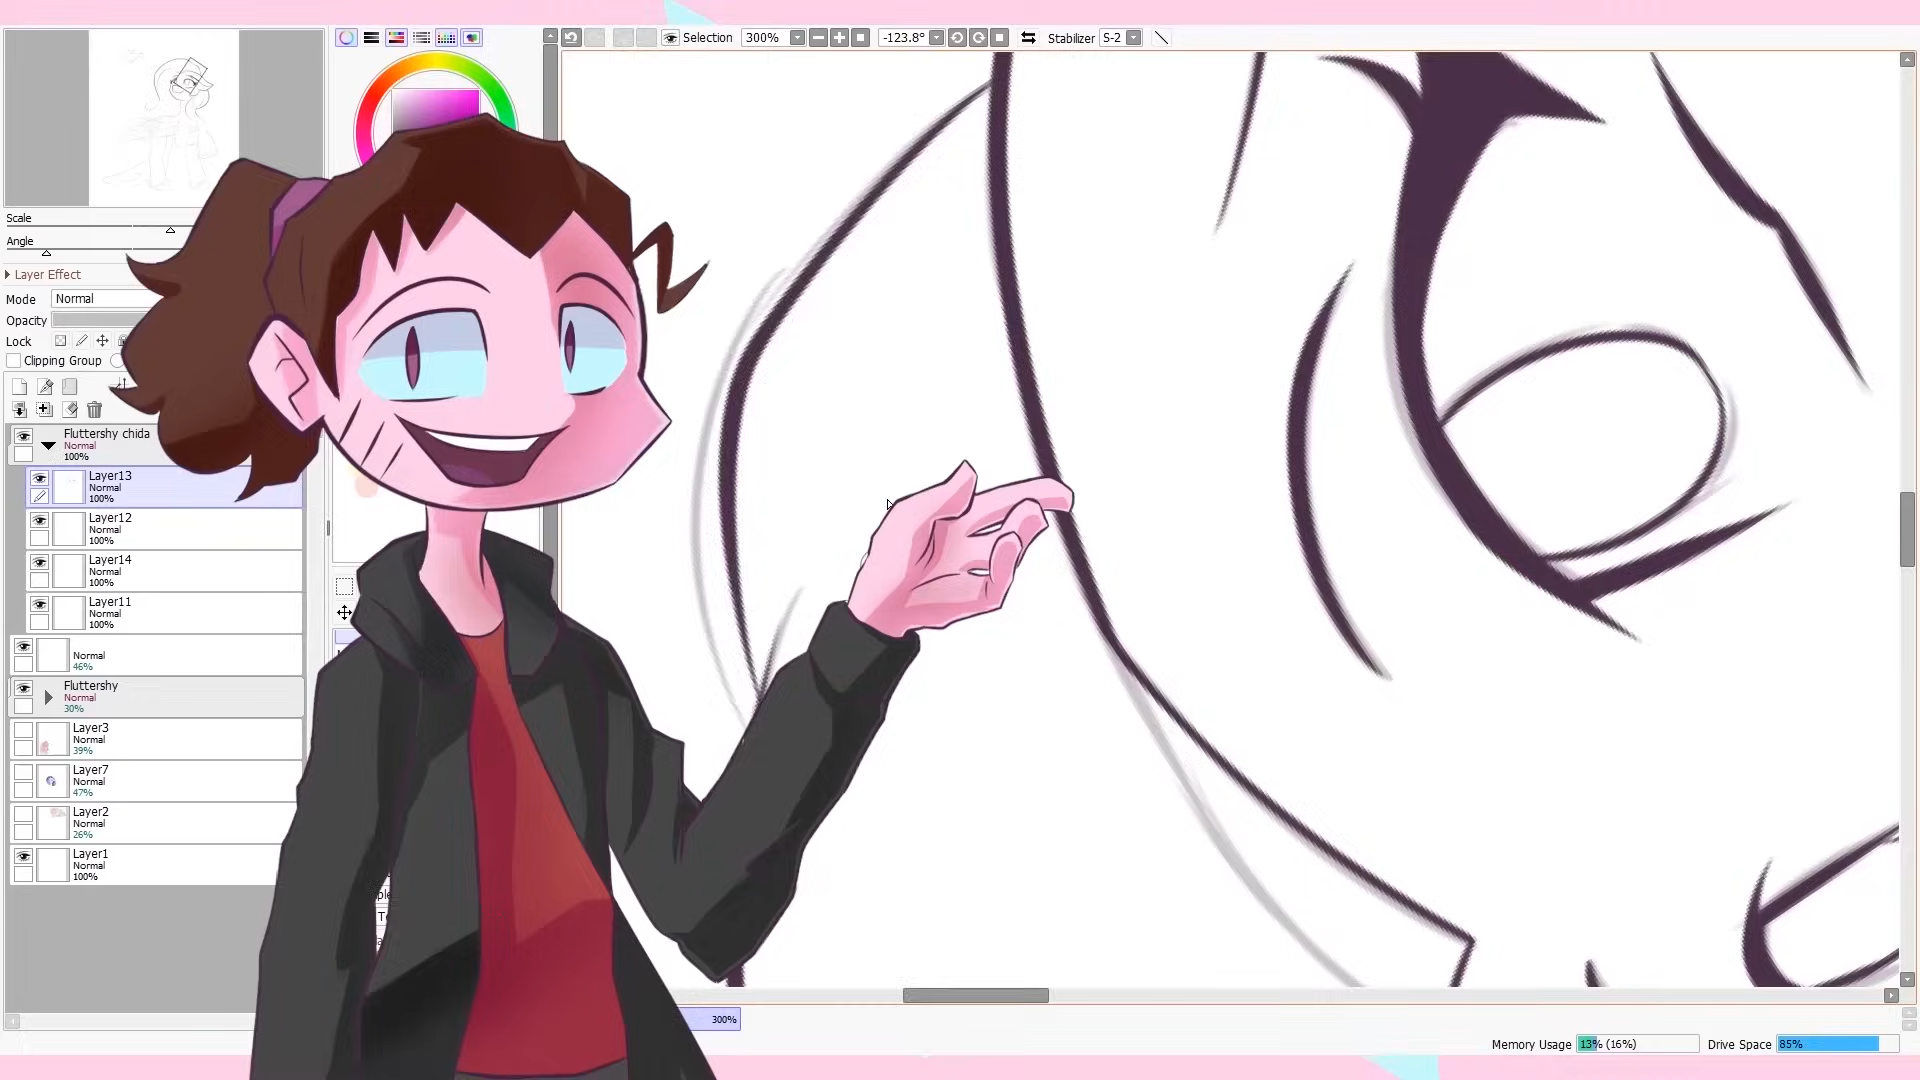 Selection 300% -123.8° Stabilizer S-2
Scale
Angle
Layer Effect
Mode Normal
Opacity
Lock
Clipping Group
Fluttershy chida
Normal
100%
Layer13
Normal
100%
Layer12
Normal
100%
Layer14
Normal
100%
Layer11
Normal
100%
Normal
46%
Fluttershy
Normal
30%
Layer3
Normal
39%
Layer7
Normal
47%
Layer2
Normal
26%
Layer1
Normal
100%
300%
Memory Usage 13% (16%) Drive Space 85%